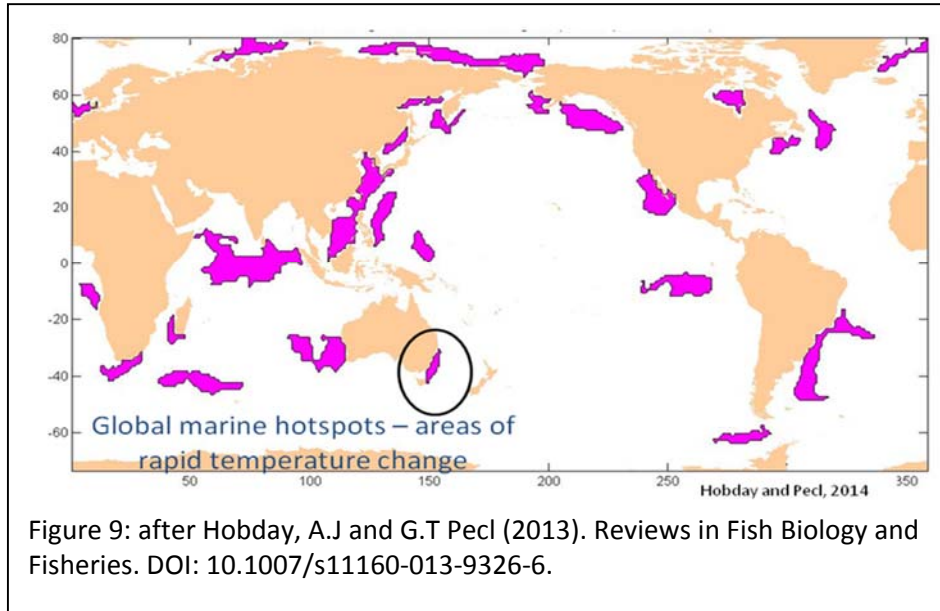 80
60
40
20
0
-20
-40
-60
Global marine hotspots – areas of
rapid temperature change
50 100 150 200 250 300 350
Hobday and Pecl, 2014
Figure 9: after Hobday, A.J and G.T Pecl (2013). Reviews in Fish Biology and
Fisheries. DOI: 10.1007/s11160-013-9326-6.